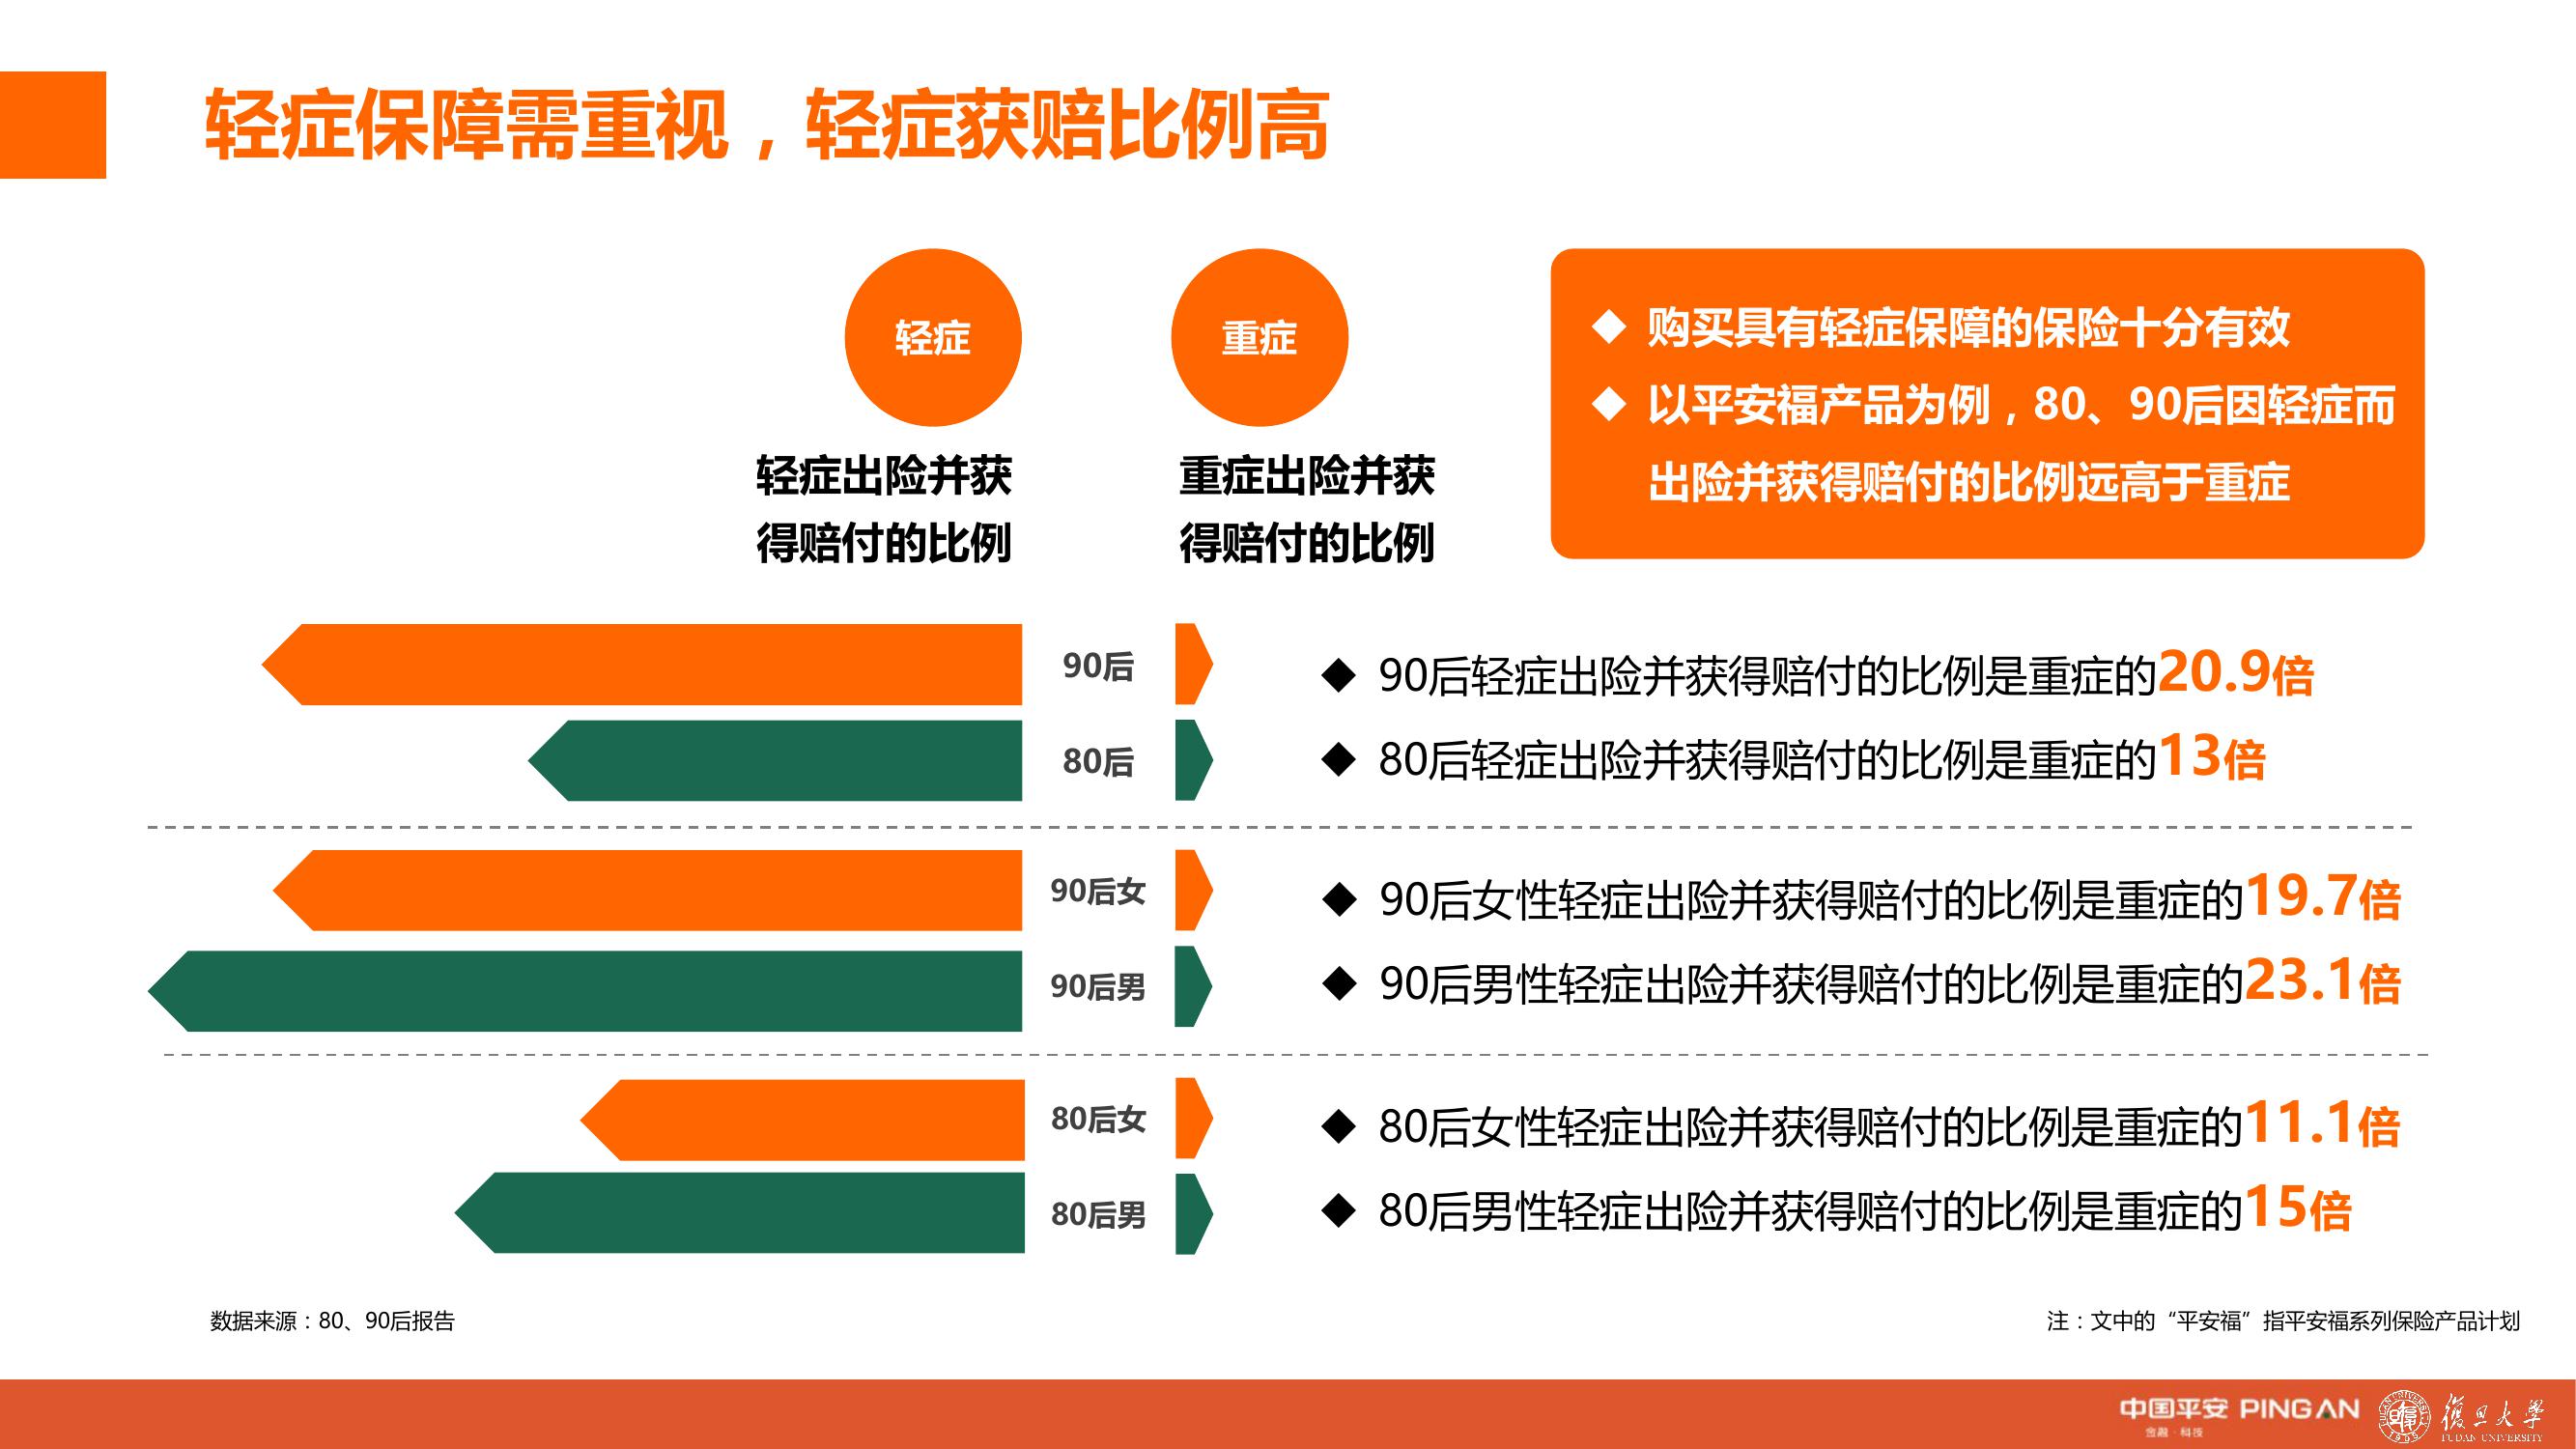 轻症保障需重视，轻症获赔比例高
轻症
重症
轻症出险并获
得赔付的比例
重症出险并获
得赔付的比例
◆ 购买具有轻症保障的保险十分有效
◆ 以平安福产品为例，80、90后因轻症而
出险并获得赔付的比例远高于重症
90后
◆ 90后轻症出险并获得赔付的比例是重症的20.9倍
80后
◆ 80后轻症出险并获得赔付的比例是重症的13倍
90后女
◆ 90后女性轻症出险并获得赔付的比例是重症的19.7倍
90后男
◆ 90后男性轻症出险并获得赔付的比例是重症的23.1倍
80后女
◆ 80后女性轻症出险并获得赔付的比例是重症的11.1倍
80后男
◆ 80后男性轻症出险并获得赔付的比例是重症的15倍
数据来源：80、90后报告
注：文中的“平安福”指平安福系列保险产品计划
中国平安 PING AN
金融·科技
復旦大學
FUDAN UNIVERSITY